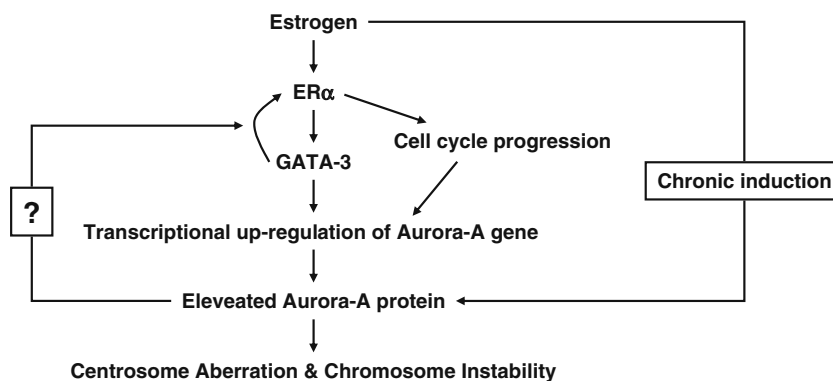 Estrogen
ERα
Cell cycle progression
GATA-3
Chronic induction
?
Transcriptional up-regulation of Aurora-A gene
Eleveated Aurora-A protein
Centrosome Aberration & Chromosome Instability